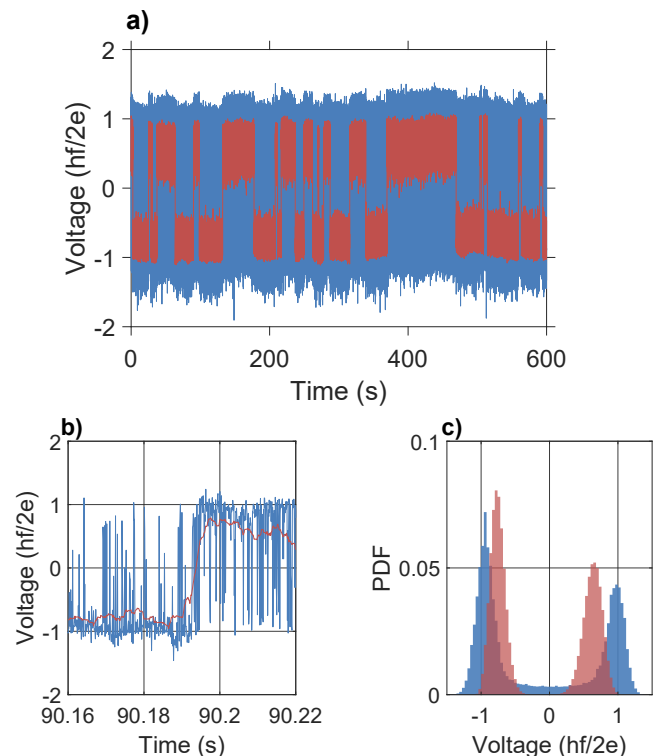 a)
2
1
0
-1
-2
Voltage (hf/2e)
0 200 400 600
Time (s)
b)
2
1
0
-1
-2
Voltage (hf/2e)
90.16 90.18 90.2 90.22
Time (s)
c)
0.1
0.05
0
PDF
-1 0 1
Voltage (hf/2e)